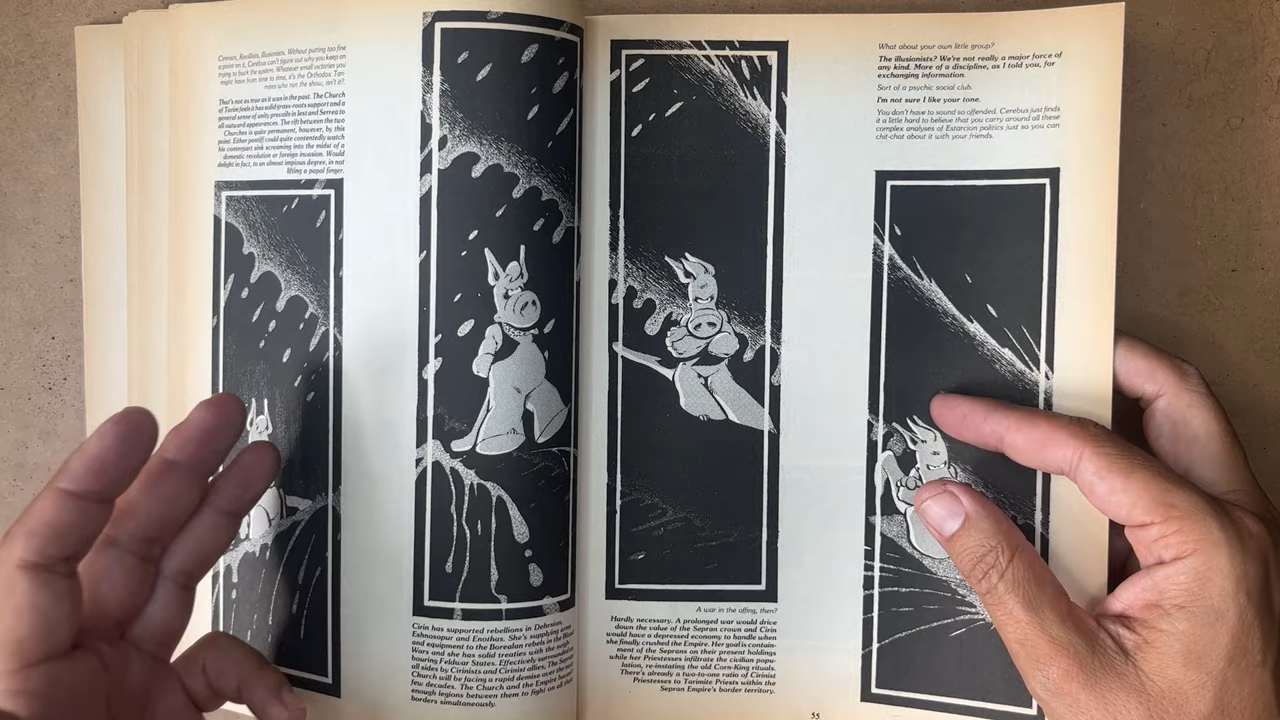 Cirinists, Kevillists, Illusionists. Without putting too fine
a point on it, Cerebus can't figure out why you keep on
trying to buck the system. Whatever small victories you
might have from time to time, it's the Orthodox Tari-
mites who run the show, isn't it?
That's not as true as it was in the past. The Church
of Tarim feels it has solid grass-roots support and a
general sense of unity prevails in Iest and Serrea to
all outward appearances. The rift between the two
Churches is quite permanent, however, by this
point. Either pontiff could quite contentedly watch
his counterpart sink screaming into the midst of a
domestic revolution or foreign invasion. Would
delight in fact, to an almost impious degree, in not
lifting a papal finger.
Cirin has supported rebellions in Dehrsion,
Eshnosopur and Enothas. She's supplying arms
and equipment to the Borealan rebels in the
Wars and she has solid treaties with the neigh-
bouring Feldwar States. Effectively surrounded on
all sides by Cirinists and Cirinist allies, The Sepran
Church will be facing a rapid demise over the next
few decades. The Church and the Empire haven't
enough legions between them to fight on all their
borders simultaneously.
A war in the offing, then?
Hardly necessary. A prolonged war would drive
down the value of the Sepran crown and Cirin
would have a depressed economy to handle when
she finally crushed the Empire. Her goal is contain-
ment of the Seprans on their present holdings
while her Priestesses infiltrate the civilian popu-
lation, re-instating the old Corn-King rituals.
There's already a two-to-one ratio of Cirinist
Priestesses to Tarimite Priests within the
Sepran Empire's border territory.
What about your own little group?
The illusionists? We're not really a major force of
any kind. More of a discipline, as I told you, for
exchanging information.
Sort of a psychic social club.
I'm not sure I like your tone.
You don't have to sound so offended. Cerebus just finds
it a little hard to believe that you carry around all these
complex analyses of Estarcion politics just so you can
chit-chat about it with your friends.
55